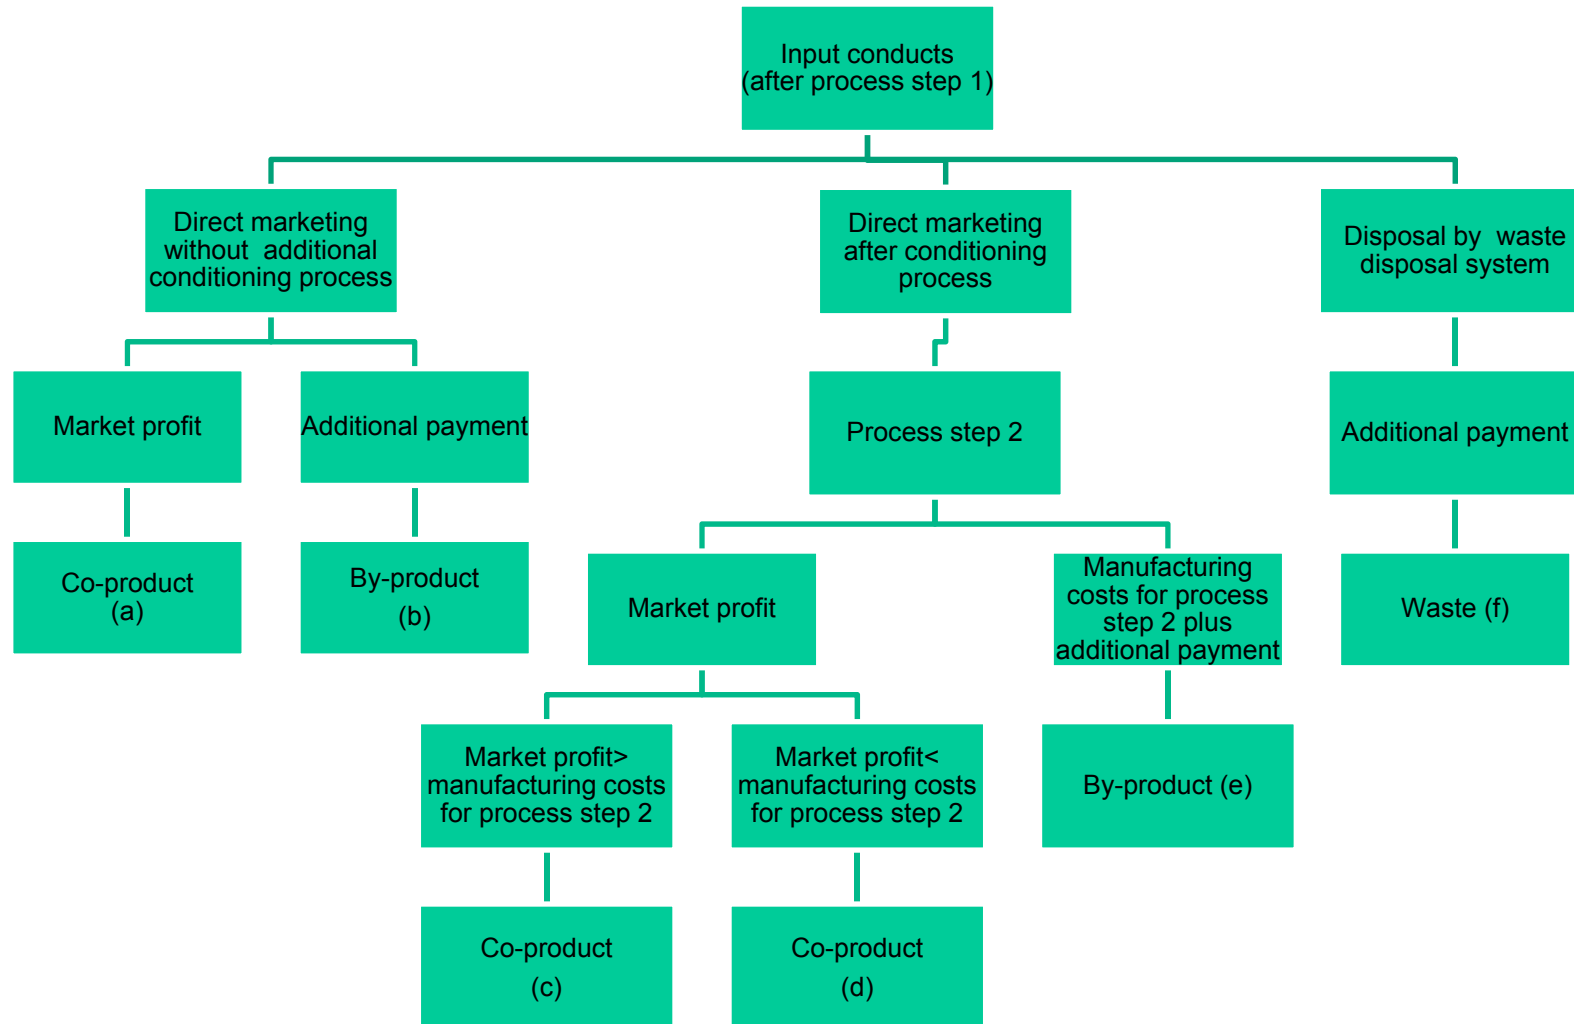 Input conducts
(after process step 1)
Direct marketing
without additional
conditioning process
Direct marketing
after conditioning
process
Disposal by waste
disposal system
Market profit
Additional payment
Process step 2
Additional payment
Co-product
(a)
By-product
(b)
Market profit
Manufacturing
costs for process
step 2 plus
additional payment
Waste (f)
Market profit>
manufacturing costs
for process step 2
Market profit<
manufacturing costs
for process step 2
By-product (e)
Co-product
(c)
Co-product
(d)